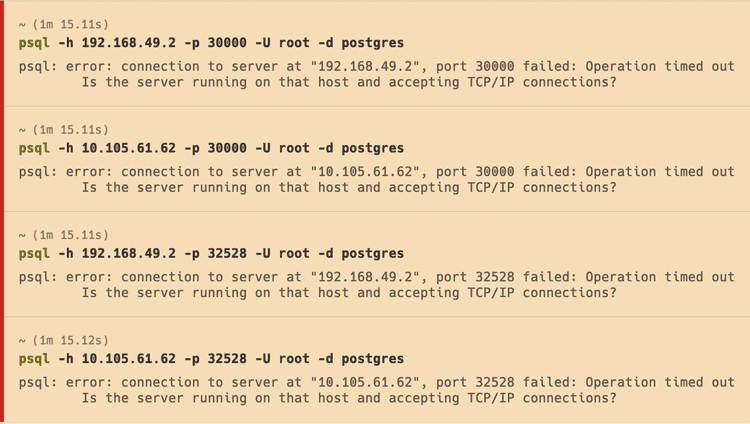 ~ (1m 15.11s)
psql -h 192.168.49.2 -p 30000 -U root -d postgres
psql: error: connection to server at "192.168.49.2", port 30000 failed: Operation timed out
Is the server running on that host and accepting TCP/IP connections?
~ (1m 15.11s)
psql -h 10.105.61.62 -p 30000 -U root -d postgres
psql: error: connection to server at "10.105.61.62", port 30000 failed: Operation timed out
Is the server running on that host and accepting TCP/IP connections?
~ (1m 15.11s)
psql -h 192.168.49.2 -p 32528 -U root -d postgres
psql: error: connection to server at "192.168.49.2", port 32528 failed: Operation timed out
Is the server running on that host and accepting TCP/IP connections?
~ (1m 15.12s)
psql -h 10.105.61.62 -p 32528 -U root -d postgres
psql: error: connection to server at "10.105.61.62", port 32528 failed: Operation timed out
Is the server running on that host and accepting TCP/IP connections?